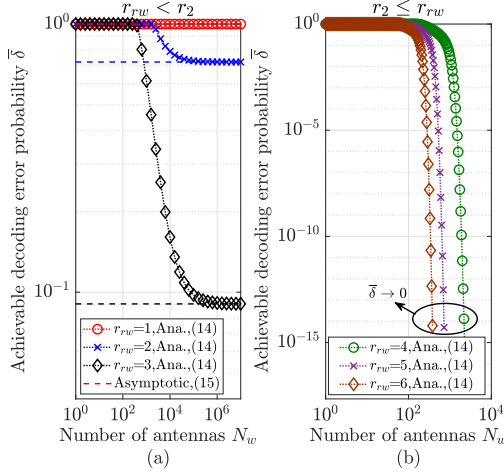 r_{rw} < r_2
Achievable decoding error probability \overline{δ}
10^0
10^{-1}
r_{rw}=1,Ana.,(14)
r_{rw}=2,Ana.,(14)
r_{rw}=3,Ana.,(14)
Asymptotic,(15)
10^0 10^2 10^4 10^6
Number of antennas N_w
(a)
r_2 ≤ r_{rw}
Achievable decoding error probability \overline{δ}
10^0
10^{-5}
10^{-10}
10^{-15}
\overline{δ} → 0
r_{rw}=4,Ana.,(14)
r_{rw}=5,Ana.,(14)
r_{rw}=6,Ana.,(14)
10^0 10^2 10^4
Number of antennas N_w
(b)